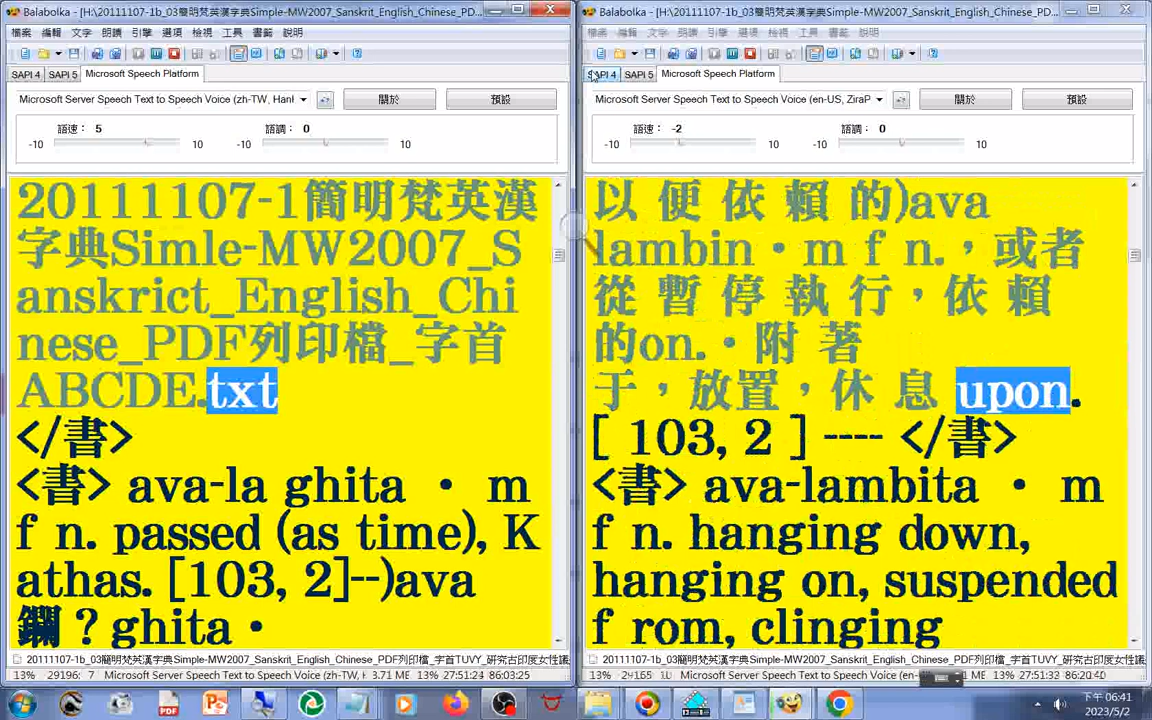 Balabolka - [H:\20111107-1b_03簡明梵英漢字典Simple-MW2007_Sanskrit_English_Chinese_PD...
檔案 編輯 文字 朗讀 引擎 選項 檢視 工具 書籤 說明
SAPI 4 SAPI 5 Microsoft Speech Platform
Microsoft Server Speech Text to Speech Voice (zh-TW, Hanl
關於 預設
語速： 5 語調： 0
-10 10 -10 10
20111107-1簡明梵英漢
字典Simle-MW2007_S
anskrict_English_Chi
nese_PDF列印檔_字首
ABCDE.txt
</書>
<書> ava-la ghita • m
f n. passed (as time), K
athas. [103, 2]--)ava
鑭？ghita •
20111107-1b_03簡明梵英漢字典Simple-MW2007_Sanskrit_English_Chinese_PDF列印檔_字首TUVY_研究古印度女性議
13% 29196: 7 Microsoft Server Speech Text to Speech Voice (zh-TW, H 3.71 ME 13% 27:51:24 86:03:25
Balabolka - [H:\20111107-1b_03簡明梵英漢字典Simple-MW2007_Sanskrit_English_Chinese_PD...
檔案 編輯 文字 朗讀 引擎 選項 檢視 工具 書籤 說明
SAPI 4 SAPI 5 Microsoft Speech Platform
Microsoft Server Speech Text to Speech Voice (en-US, ZiraP
關於 預設
語速： -2 語調： 0
-10 10 -10 10
以 便 依 賴 的)ava
lambin • m f n.，或者
從 暫 停 執 行，依 賴
的on. • 附 著
于，放置，休 息 upon.
[ 103, 2 ] ---- </書>
<書> ava-lambita • m
f n. hanging down,
hanging on, suspended
f rom, clinging
20111107-1b_03簡明梵英漢字典Simple-MW2007_Sanskrit_English_Chinese_PDF列印檔_字首TUVY_研究古印度女性議
13% Microsoft Server Speech Text to Speech Voice ME 13% 27:51:33 86:20:40
下午 06:41
2023/5/2